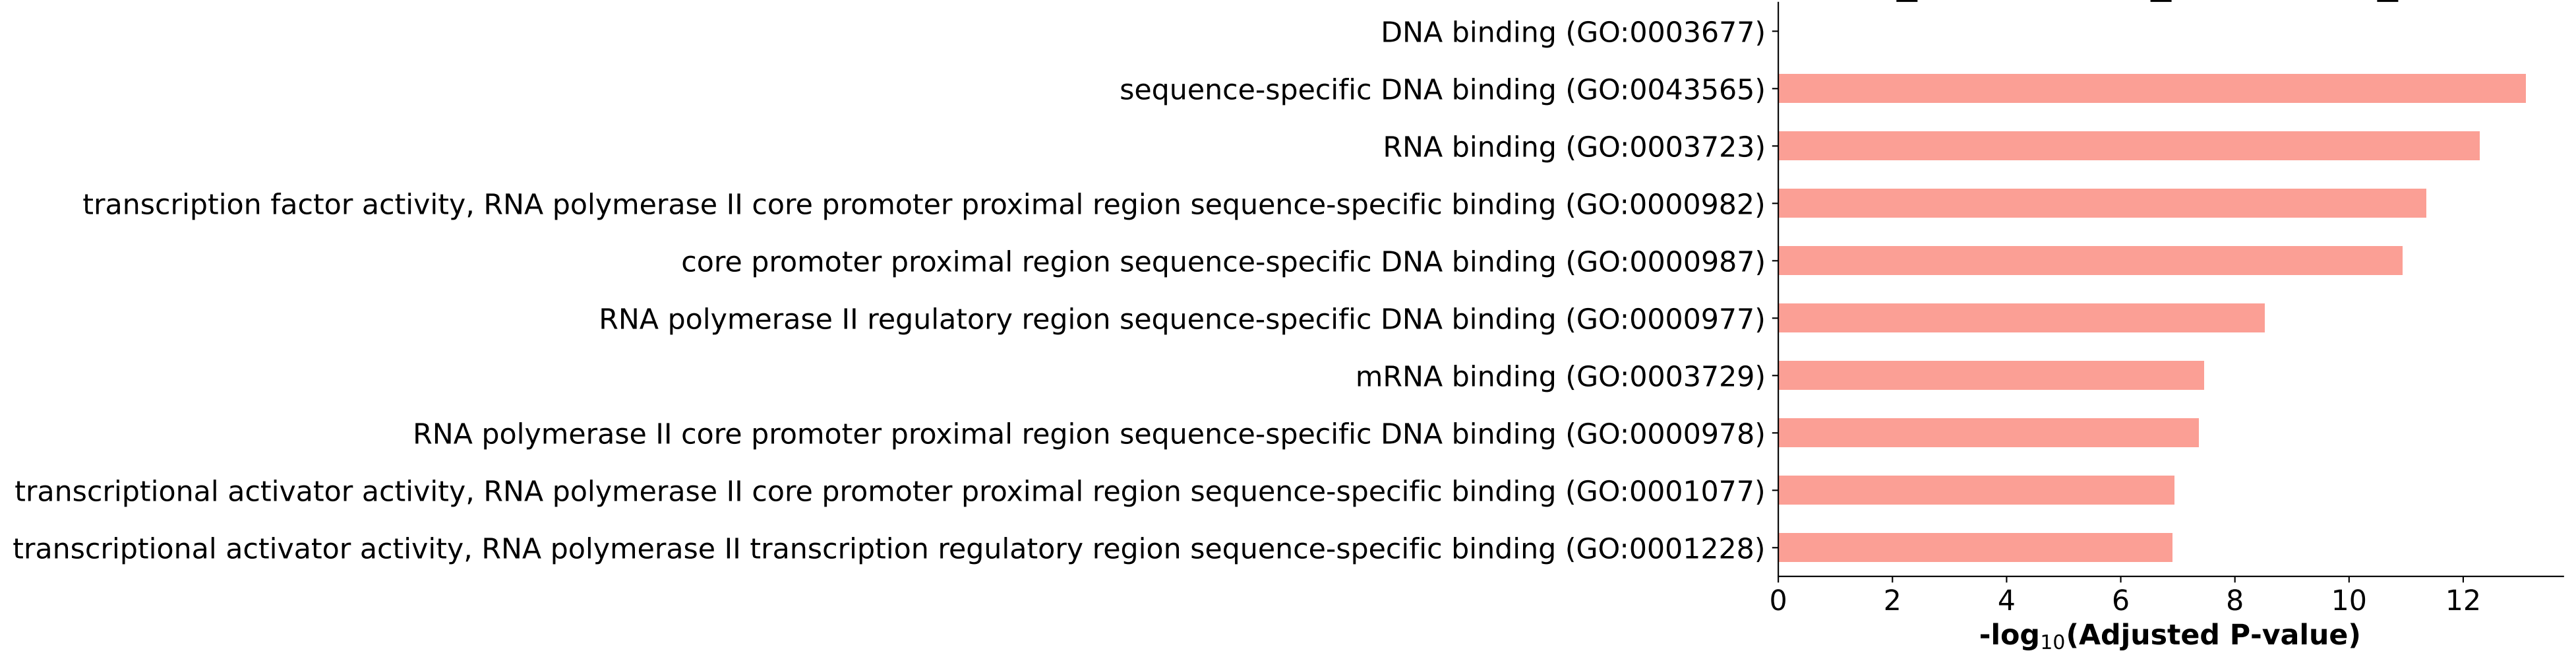 DNA binding (GO:0003677)
sequence-specific DNA binding (GO:0043565)
RNA binding (GO:0003723)
transcription factor activity, RNA polymerase II core promoter proximal region sequence-specific binding (GO:0000982)
core promoter proximal region sequence-specific DNA binding (GO:0000987)
RNA polymerase II regulatory region sequence-specific DNA binding (GO:0000977)
mRNA binding (GO:0003729)
RNA polymerase II core promoter proximal region sequence-specific DNA binding (GO:0000978)
transcriptional activator activity, RNA polymerase II core promoter proximal region sequence-specific binding (GO:0001077)
transcriptional activator activity, RNA polymerase II transcription regulatory region sequence-specific binding (GO:0001228)
0 2 4 6 8 10 12
-log₁₀(Adjusted P-value)